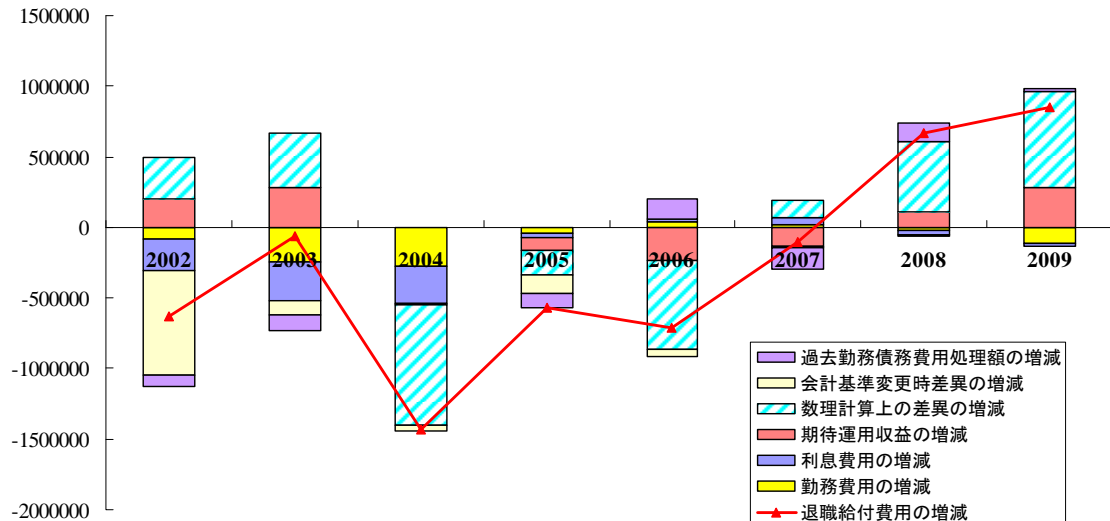 1500000
1000000
500000
0
-500000
-1000000
-1500000
-2000000
2002
2003
2004
2005
2006
2007
2008
2009
過去勤務債務費用処理額の増減
会計基準変更時差異の増減
数理計算上の差異の増減
期待運用収益の増減
利息費用の増減
勤務費用の増減
退職給付費用の増減